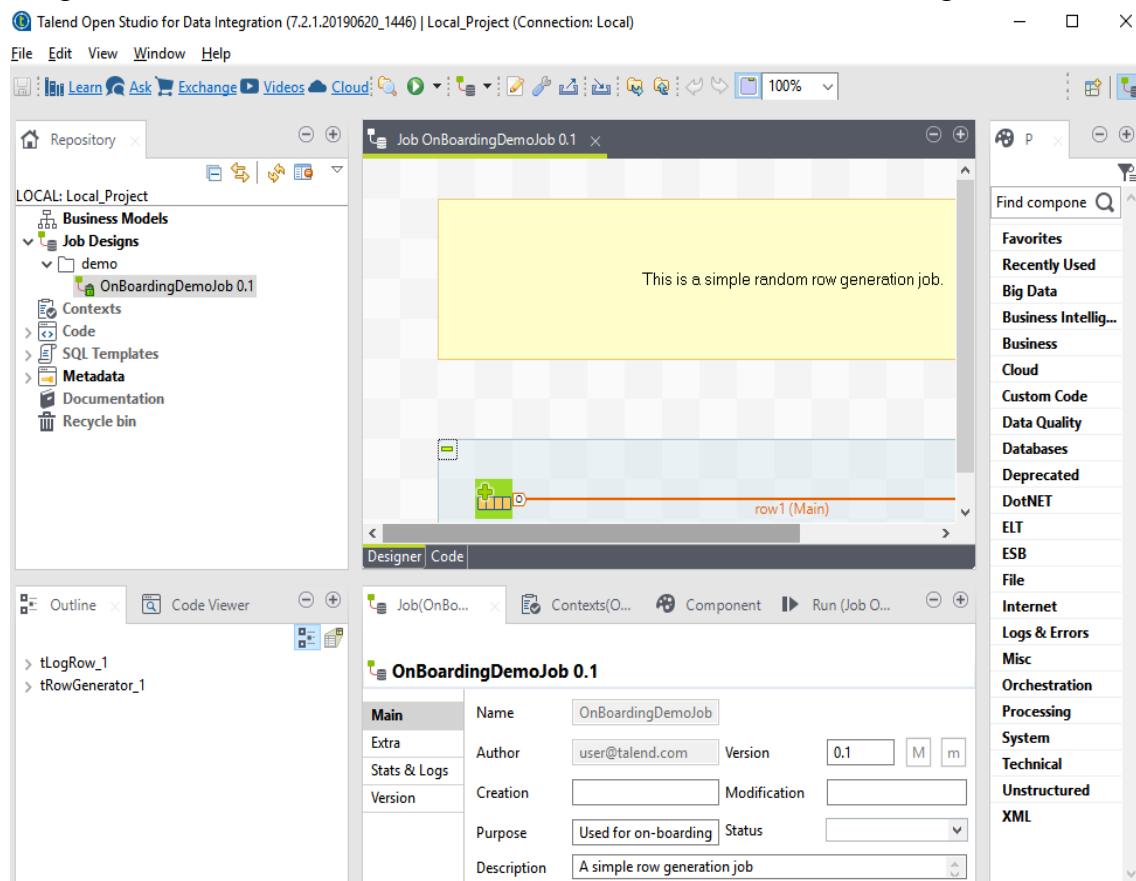 Talend Open Studio for Data Integration (7.2.1.20190620_1446) | Local_Project (Connection: Local)
File Edit View Window Help
Learn Ask Exchange Videos Cloud 100%
Repository
LOCAL: Local_Project
Business Models
Job Designs
demo
OnBoardingDemoJob 0.1
Contexts
Code
SQL Templates
Metadata
Documentation
Recycle bin
Job OnBoardingDemoJob 0.1
This is a simple random row generation job.
row1 (Main)
Designer Code
P
Find compone
Favorites
Recently Used
Big Data
Business Intellig...
Business
Cloud
Custom Code
Data Quality
Databases
Deprecated
DotNET
ELT
ESB
File
Internet
Logs & Errors
Misc
Orchestration
Processing
System
Technical
Unstructured
XML
Outline Code Viewer
tLogRow_1
tRowGenerator_1
Job(OnBo... Contexts(O... Component Run (Job O...
OnBoardingDemoJob 0.1
Main
Extra
Stats & Logs
Version
Name OnBoardingDemoJob
Author user@talend.com Version 0.1 M m
Creation Modification
Purpose Used for on-boarding Status
Description A simple row generation job